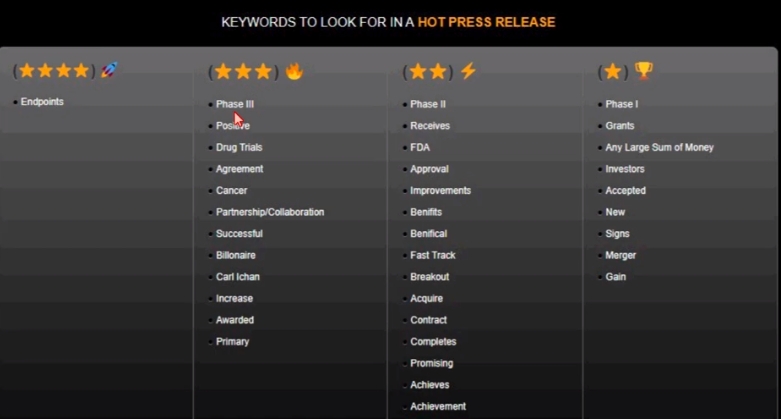 KEYWORDS TO LOOK FOR IN A HOT PRESS RELEASE
(★★★★) 🚀
Endpoints
(★★★) 🔥
Phase III
Positive
Drug Trials
Agreement
Cancer
Partnership/Collaboration
Successful
Billonaire
Carl Ichan
Increase
Awarded
Primary
(★★) ⚡
Phase II
Receives
FDA
Approval
Improvements
Benifits
Benifical
Fast Track
Breakout
Acquire
Contract
Completes
Promising
Achieves
Achievement
(★) 🏆
Phase I
Grants
Any Large Sum of Money
Investors
Accepted
New
Signs
Merger
Gain